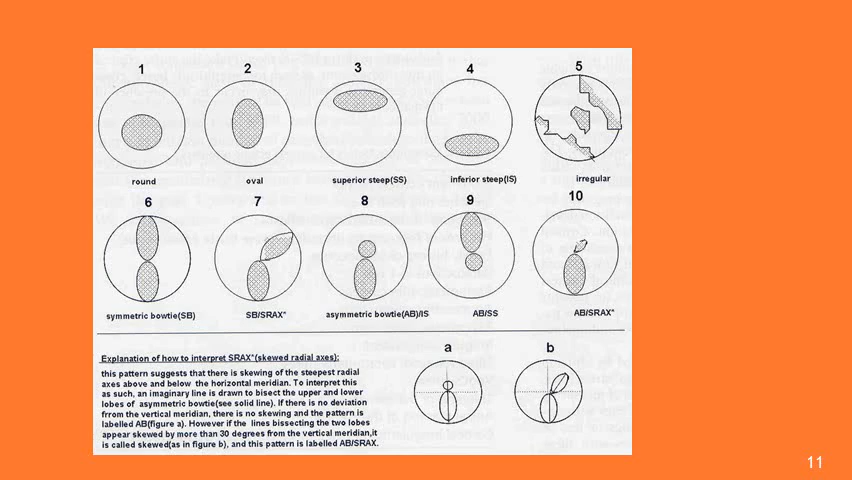 1 2 3 4 5
round oval superior steep(SS) inferior steep(IS) irregular
6 7 8 9 10
symmetric bowtie(SB) SB/SRAX* asymmetric bowtie(AB)/IS AB/SS AB/SRAX*
Explanation of how to interpret SRAX*(skewed radial axes):
this pattern suggests that there is skewing of the steepest radial
axes above and below the horizontal meridian. To interpret this
as such, an imaginary line is drawn to bisect the upper and lower
lobes of asymmetric bowtie(see solid line). If there is no deviation
frrom the vertical meridian, there is no skewing and the pattern is
labelled AB(figure a). However if the lines bissecting the two lobes
appear skewed by more than 30 degrees from the vertical meridian,it
is called skewed(as in figure b), and this pattern is labelled AB/SRAX.
a b
11